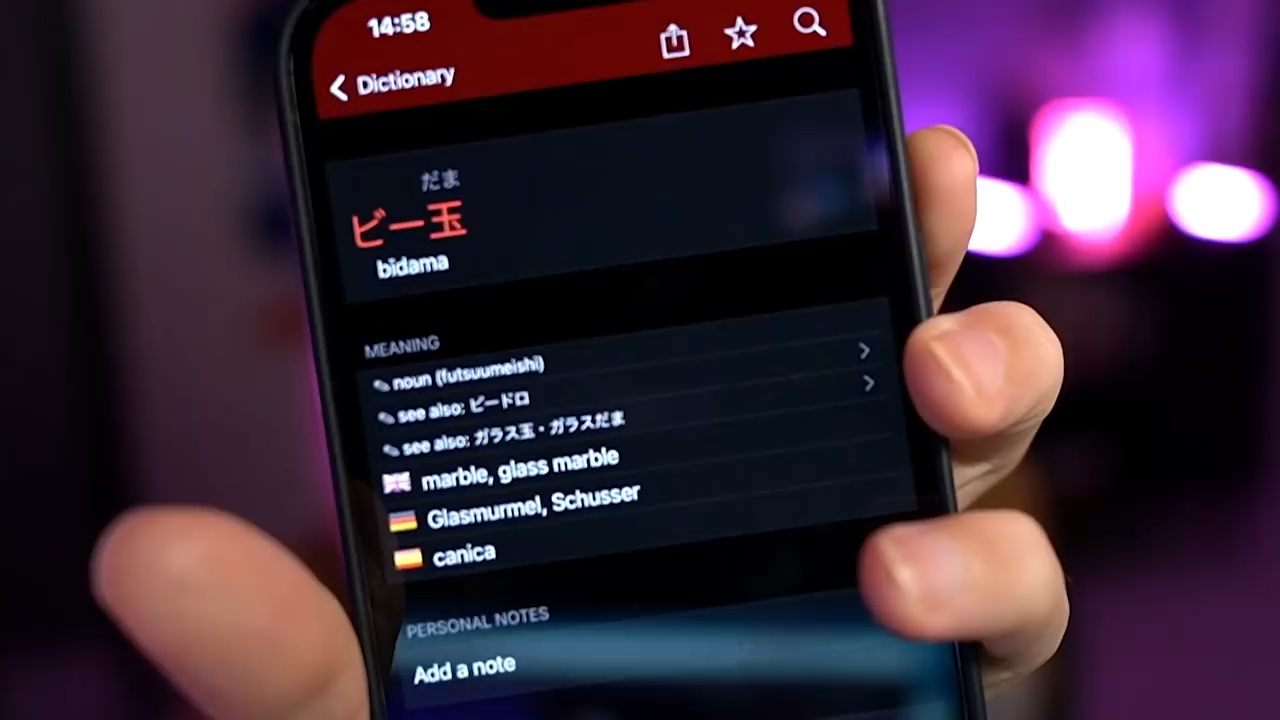 14:58
Dictionary
だま
ビー玉
bidama
MEANING
noun (futsuumeishi)
see also: ビードロ
see also: ガラス玉・ガラスだま
marble, glass marble
Glasmurmel, Schusser
canica
PERSONAL NOTES
Add a note